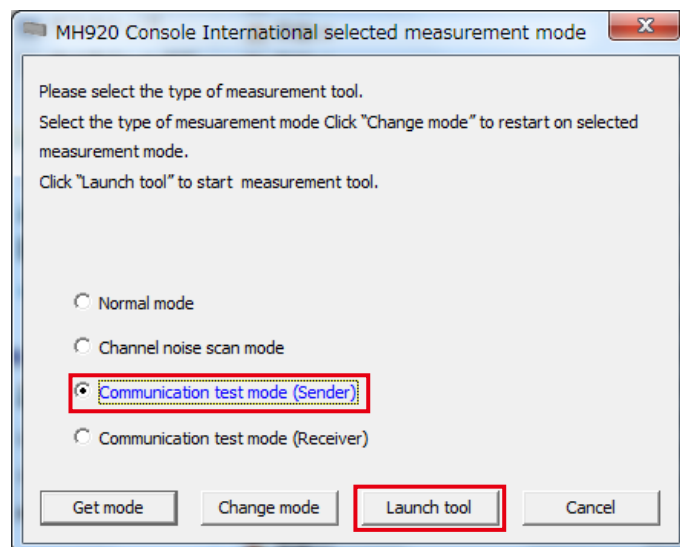 MH920 Console International selected measurement mode
Please select the type of measurement tool.
Select the type of mesuarement mode Click “Change mode” to restart on selected
measurement mode.
Click “Launch tool” to start measurement tool.
Normal mode
Channel noise scan mode
Communication test mode (Sender)
Communication test mode (Receiver)
Get mode Change mode Launch tool Cancel